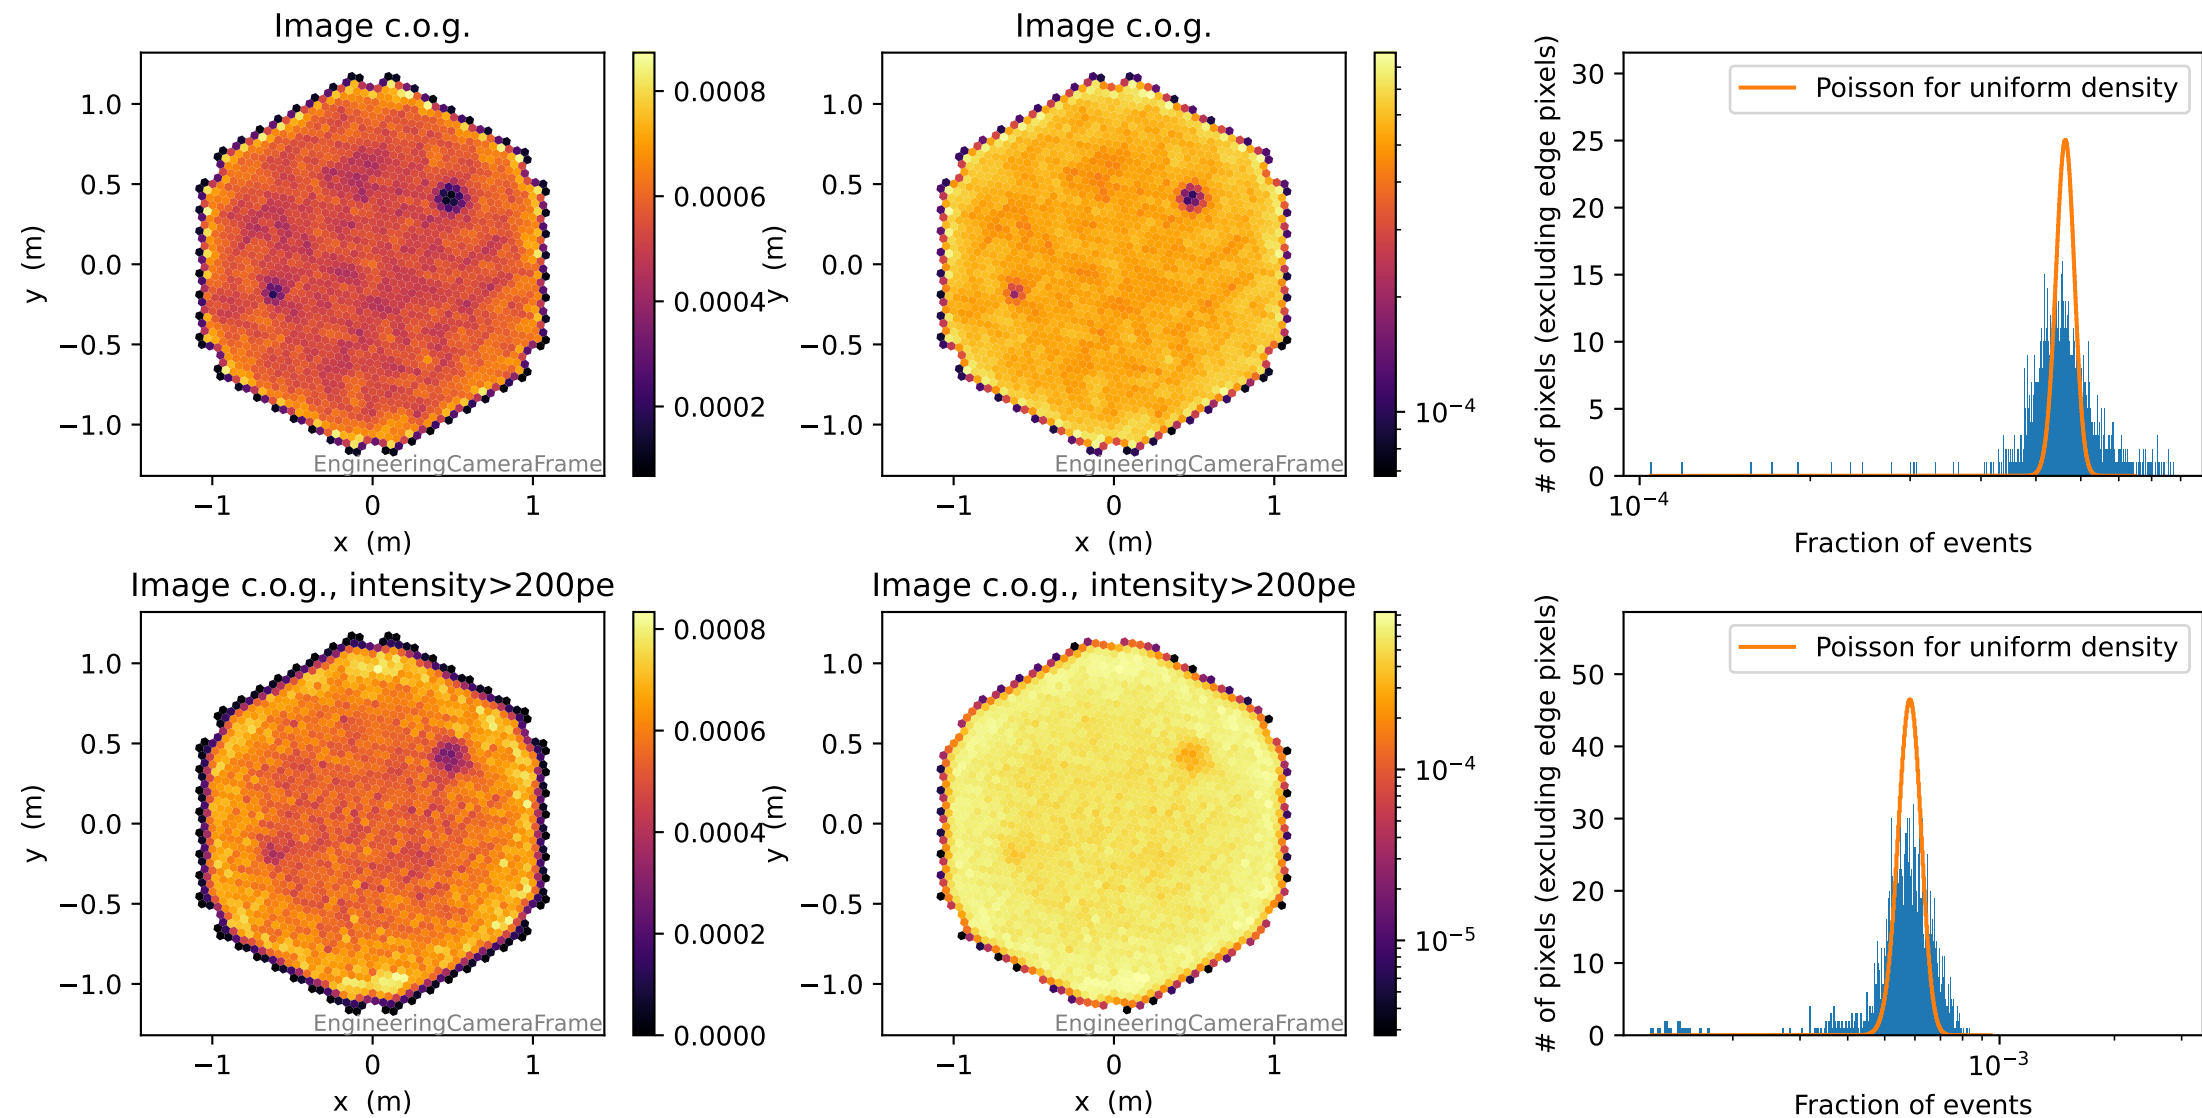 Image c.o.g.
1.0
0.5
0.0
−0.5
−1.0
y (m)
−1
0
1
x (m)
EngineeringCameraFrame
0.0008
0.0006
0.0004
0.0002
Image c.o.g.
1.0
0.5
0.0
−0.5
−1.0
y (m)
−1
0
1
x (m)
EngineeringCameraFrame
10⁻⁴
# of pixels (excluding edge pixels)
30
25
20
15
10
5
0
Poisson for uniform density
10⁻⁴
Fraction of events
Image c.o.g., intensity>200pe
1.0
0.5
0.0
−0.5
−1.0
y (m)
−1
0
1
x (m)
EngineeringCameraFrame
0.0008
0.0006
0.0004
0.0002
0.0000
Image c.o.g., intensity>200pe
1.0
0.5
0.0
−0.5
−1.0
y (m)
−1
0
1
x (m)
EngineeringCameraFrame
10⁻⁴
10⁻⁵
# of pixels (excluding edge pixels)
50
40
30
20
10
0
Poisson for uniform density
10⁻³
Fraction of events